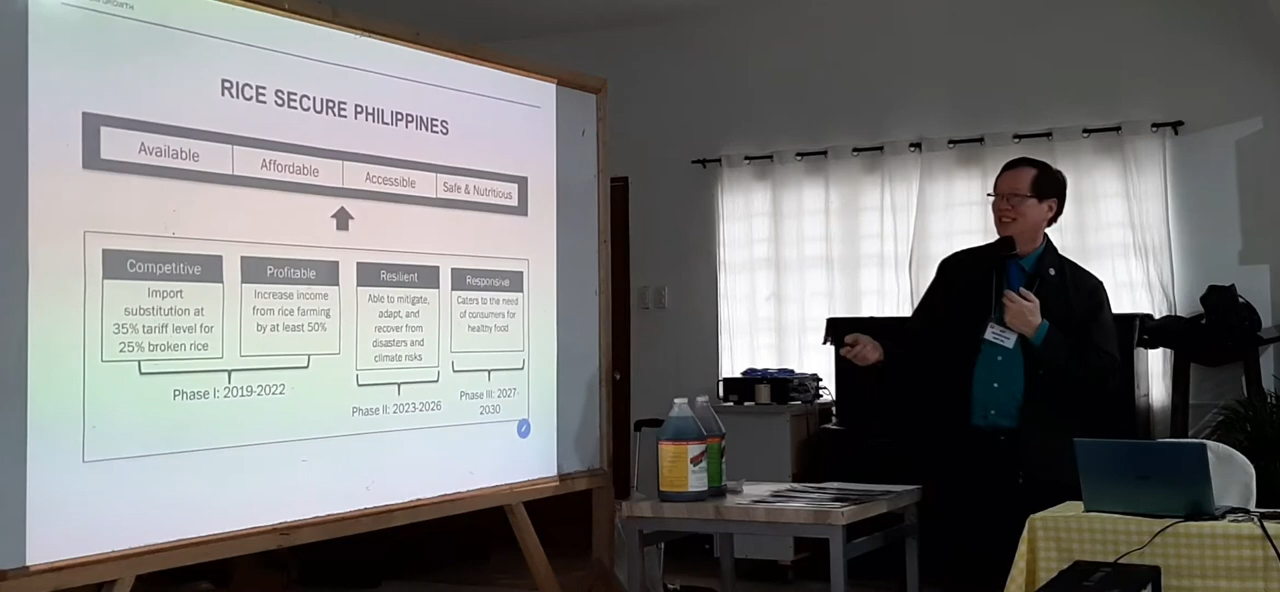 GROWTH
RICE SECURE PHILIPPINES
Available
Affordable
Accessible
Safe & Nutritious
Competitive
Import
substitution at
35% tariff level for
25% broken rice
Profitable
Increase income
from rice farming
by at least 50%
Resilient
Able to mitigate,
adapt, and
recover from
disasters and
climate risks
Responsive
Caters to the need
of consumers for
healthy food
Phase I: 2019-2022
Phase II: 2023-2026
Phase III: 2027-
2030